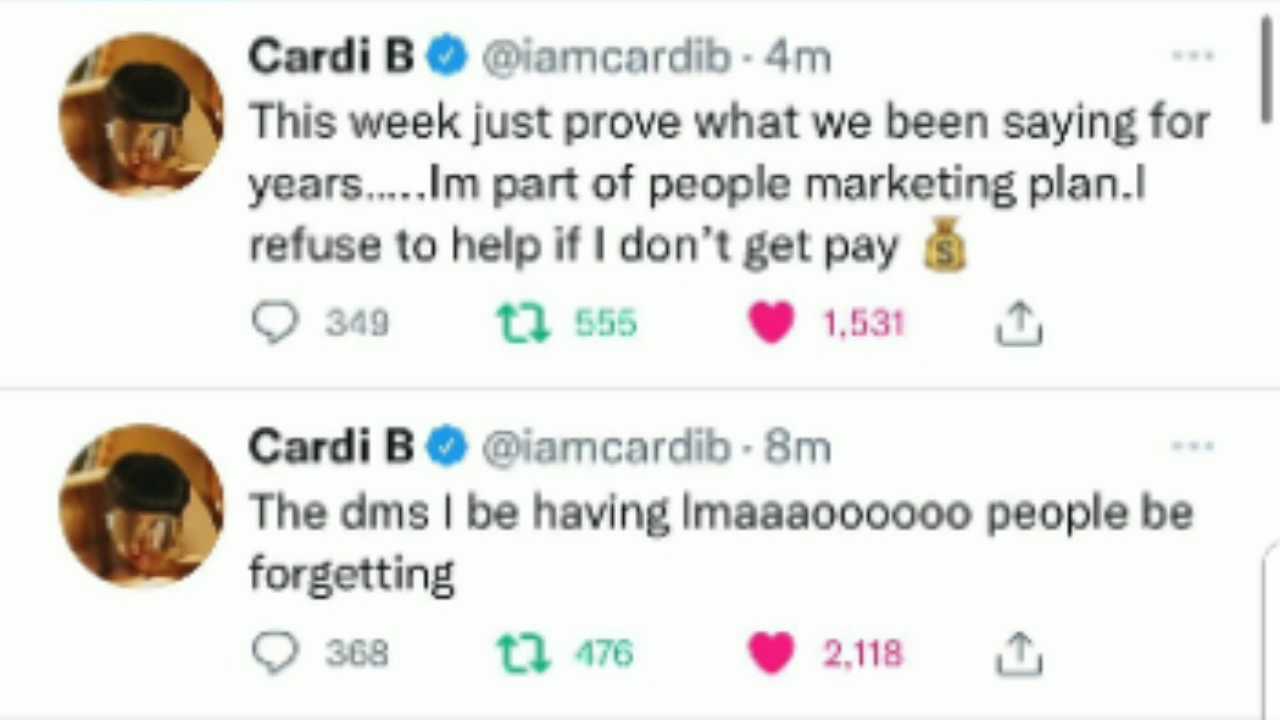 Cardi B @iamcardib · 4m
This week just prove what we been saying for
years.....Im part of people marketing plan.I
refuse to help if I don't get pay 💰
349 555 1,531
Cardi B @iamcardib · 8m
The dms I be having lmaaaoooooo people be
forgetting
368 476 2,118